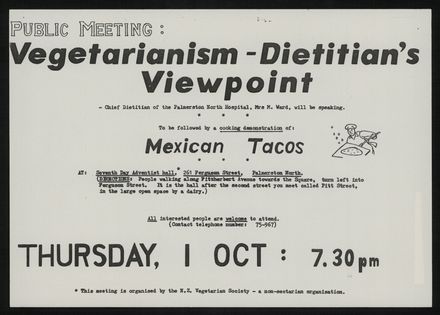 PUBLIC MEETING:
Vegetarianism - Dietitian's
Viewpoint
- Chief Dietitian of the Palmerston North Hospital, Mrs M. Ward, will be speaking.
* * *
To be followed by a cooking demonstration of:
Mexican Tacos
* * *
AT: Seventh Day Adventist hall, 261 Ferguson Street, Palmerston North.
(DIRECTIONS: People walking along Fitzherbert Avenue towards the Square, turn left into
Ferguson Street. It is the hall after the second street you meet called Pitt Street,
in the large open space by a dairy.)
All interested people are welcome to attend.
(Contact telephone number: 75-967)
THURSDAY, 1 OCT: 7.30pm
* This meeting is organised by the N.Z. Vegetarian Society - a non-sectarian organisation.